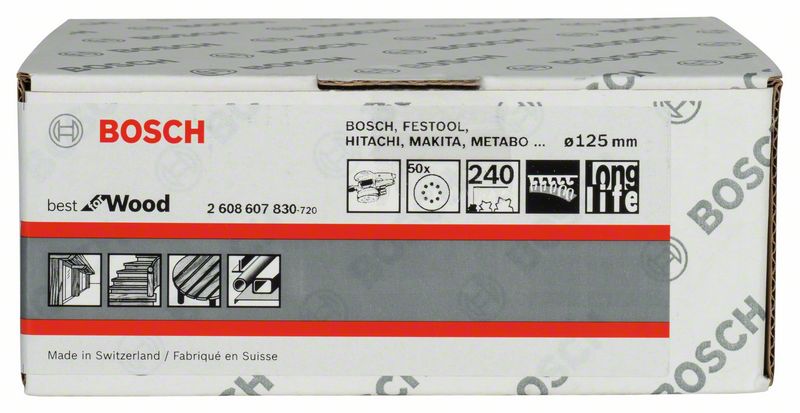 BOSCH
BOSCH, FESTOOL,
HITACHI, MAKITA, METABO ...
ø125 mm
50x
240
long
life
best for Wood
2 608 607 830-720
Made in Switzerland / Fabriqué en Suisse
BOSCH
BOSCH
BOSCH